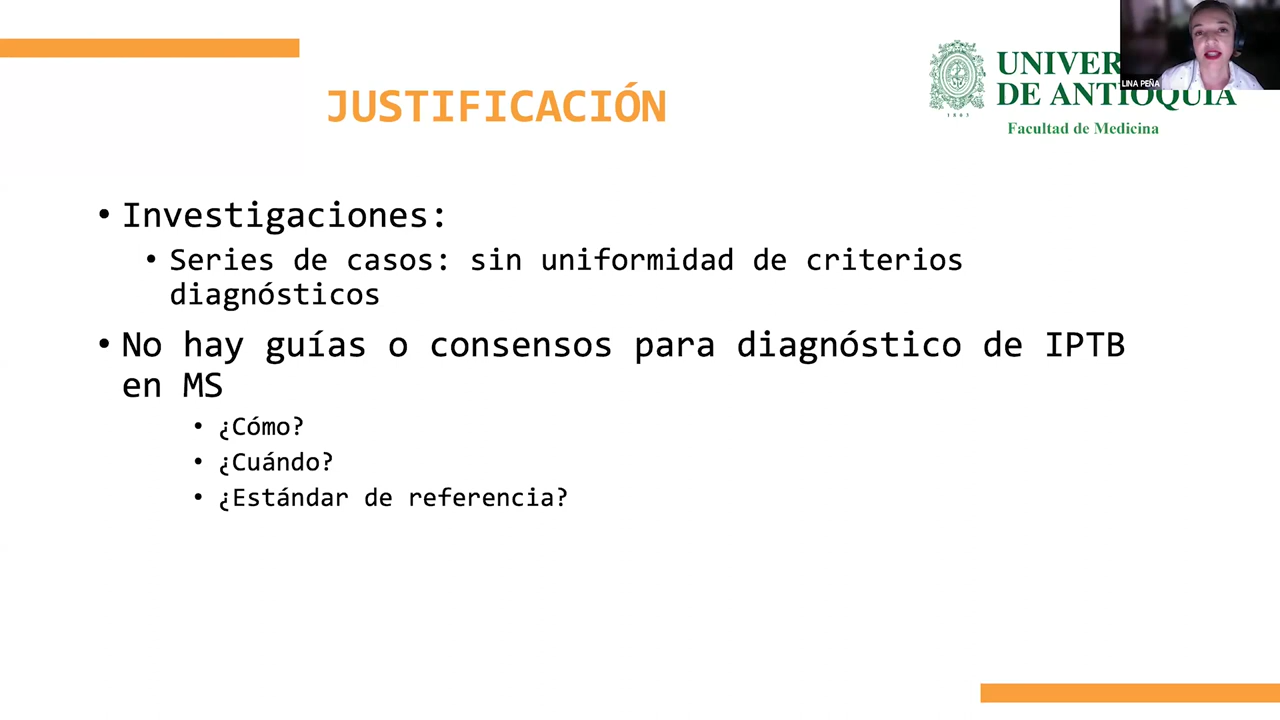 UNIVER
DE ANTIOQUIA
Facultad de Medicina
1803
LINA PEÑA
JUSTIFICACIÓN
• Investigaciones:
• Series de casos: sin uniformidad de criterios
diagnósticos
• No hay guías o consensos para diagnóstico de IPTB
en MS
• ¿Cómo?
• ¿Cuándo?
• ¿Estándar de referencia?